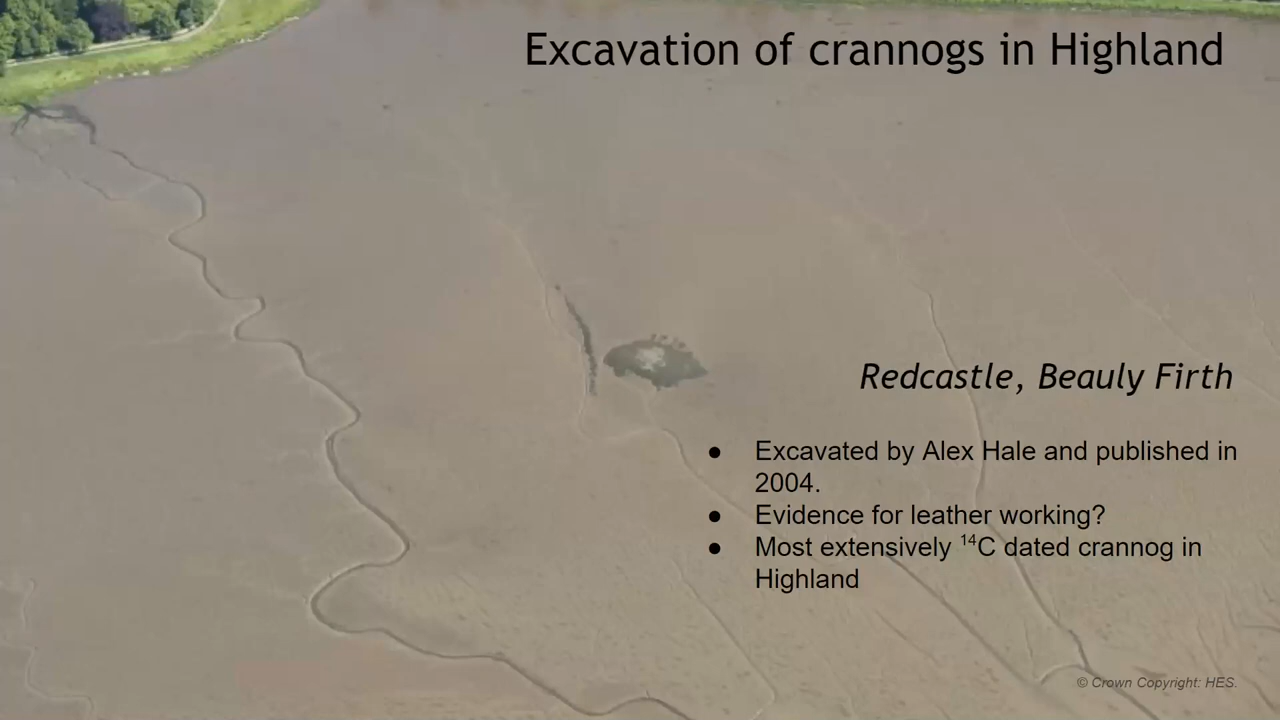 Excavation of crannogs in Highland
Redcastle, Beauly Firth
● Excavated by Alex Hale and published in
2004.
● Evidence for leather working?
● Most extensively ¹⁴C dated crannog in
Highland
© Crown Copyright: HES.